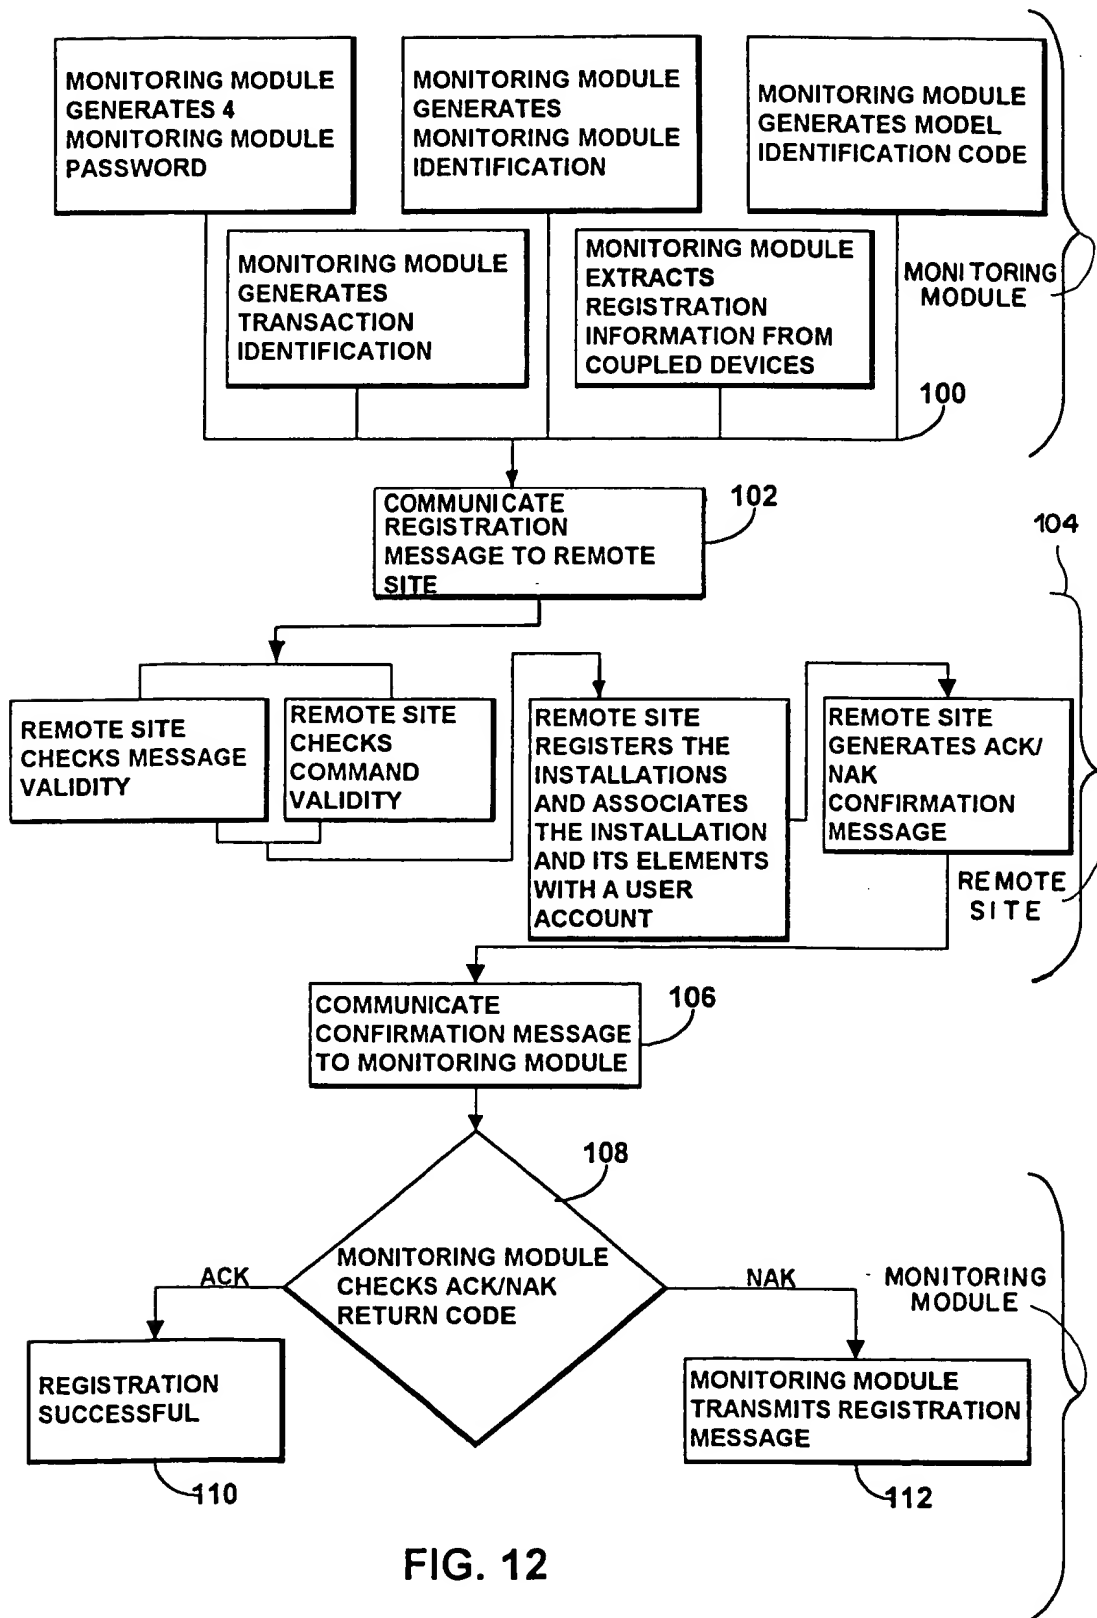 MONITORING MODULE
GENERATES 4
MONITORING MODULE
PASSWORD
MONITORING MODULE
GENERATES
MONITORING MODULE
IDENTIFICATION
MONITORING MODULE
GENERATES MODEL
IDENTIFICATION CODE
MONITORING MODULE
GENERATES
TRANSACTION
IDENTIFICATION
MONITORING MODULE
EXTRACTS
REGISTRATION
INFORMATION FROM
COUPLED DEVICES
MONITORING
MODULE
100
COMMUNICATE
REGISTRATION
MESSAGE TO REMOTE
SITE
102
104
REMOTE SITE
CHECKS MESSAGE
VALIDITY
REMOTE SITE
CHECKS
COMMAND
VALIDITY
REMOTE SITE
REGISTERS THE
INSTALLATIONS
AND ASSOCIATES
THE INSTALLATION
AND ITS ELEMENTS
WITH A USER
ACCOUNT
REMOTE SITE
GENERATES ACK/
NAK
CONFIRMATION
MESSAGE
REMOTE
SITE
COMMUNICATE
CONFIRMATION MESSAGE
TO MONITORING MODULE
106
108
MONITORING MODULE
CHECKS ACK/NAK
RETURN CODE
ACK
NAK
MONITORING
MODULE
REGISTRATION
SUCCESSFUL
110
MONITORING MODULE
TRANSMITS REGISTRATION
MESSAGE
112
FIG. 12